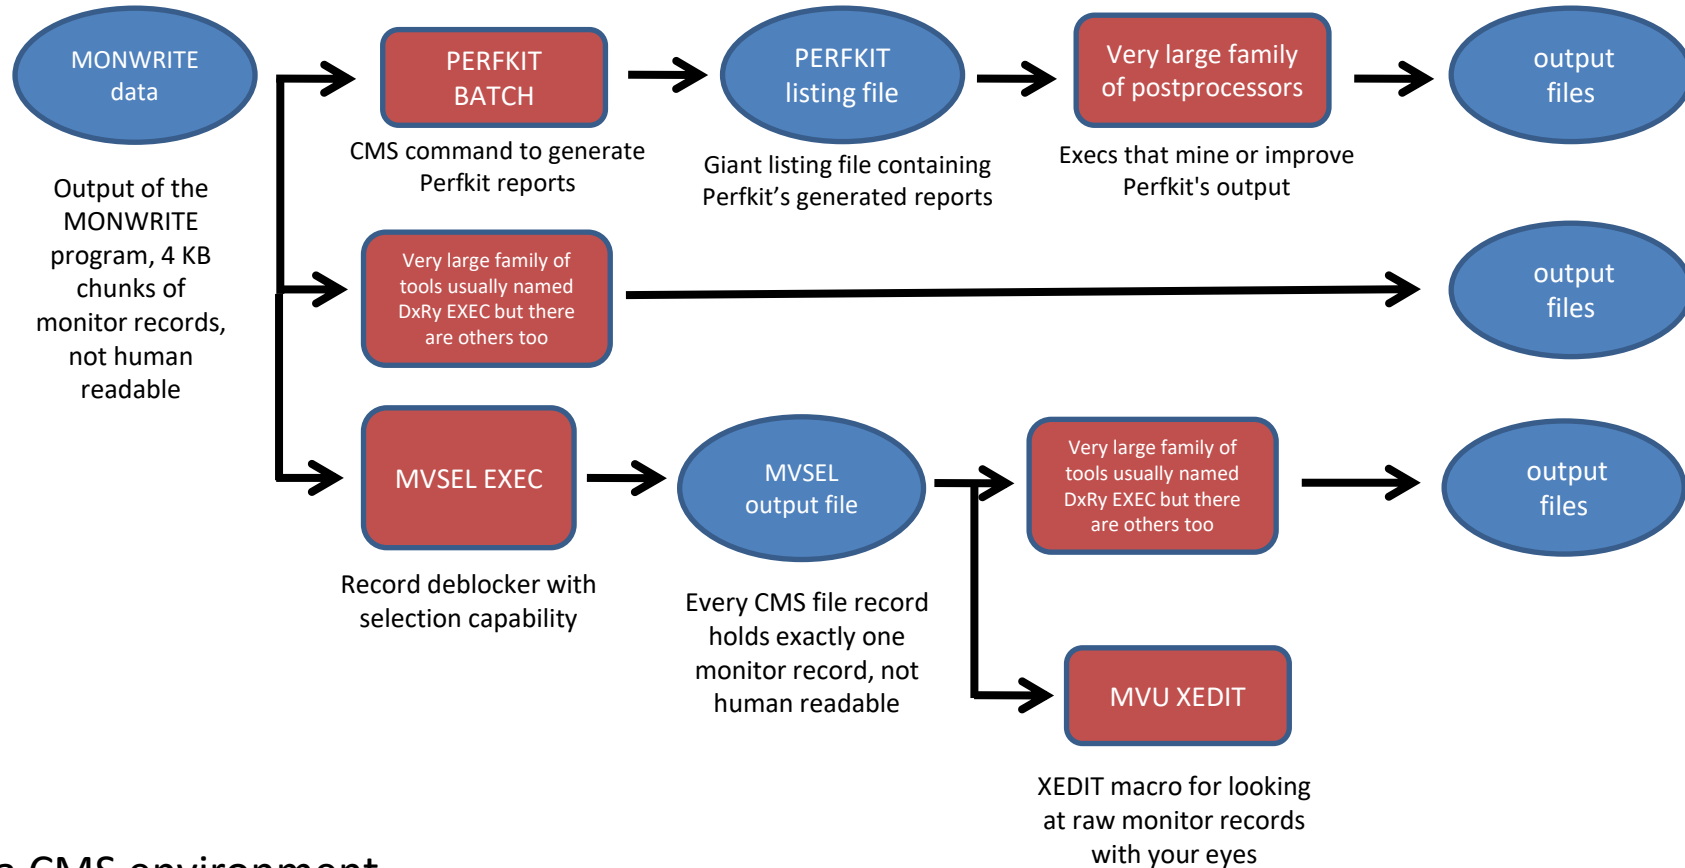 MONWRITE
data
PERFKIT
BATCH
PERFKIT
listing file
Very large family
of postprocessors
output
files
CMS command to generate
Perfkit reports
Giant listing file containing
Perfkit’s generated reports
Execs that mine or improve
Perfkit's output
Output of the
MONWRITE
program, 4 KB
chunks of
monitor records,
not human
readable
Very large family of
tools usually named
DxRy EXEC but there
are others too
output
files
MVSEL EXEC
MVSEL
output file
Very large family of
tools usually named
DxRy EXEC but there
are others too
output
files
Record deblocker with
selection capability
Every CMS file record
holds exactly one
monitor record, not
human readable
MVU XEDIT
XEDIT macro for looking
at raw monitor records
with your eyes
a CMS environment